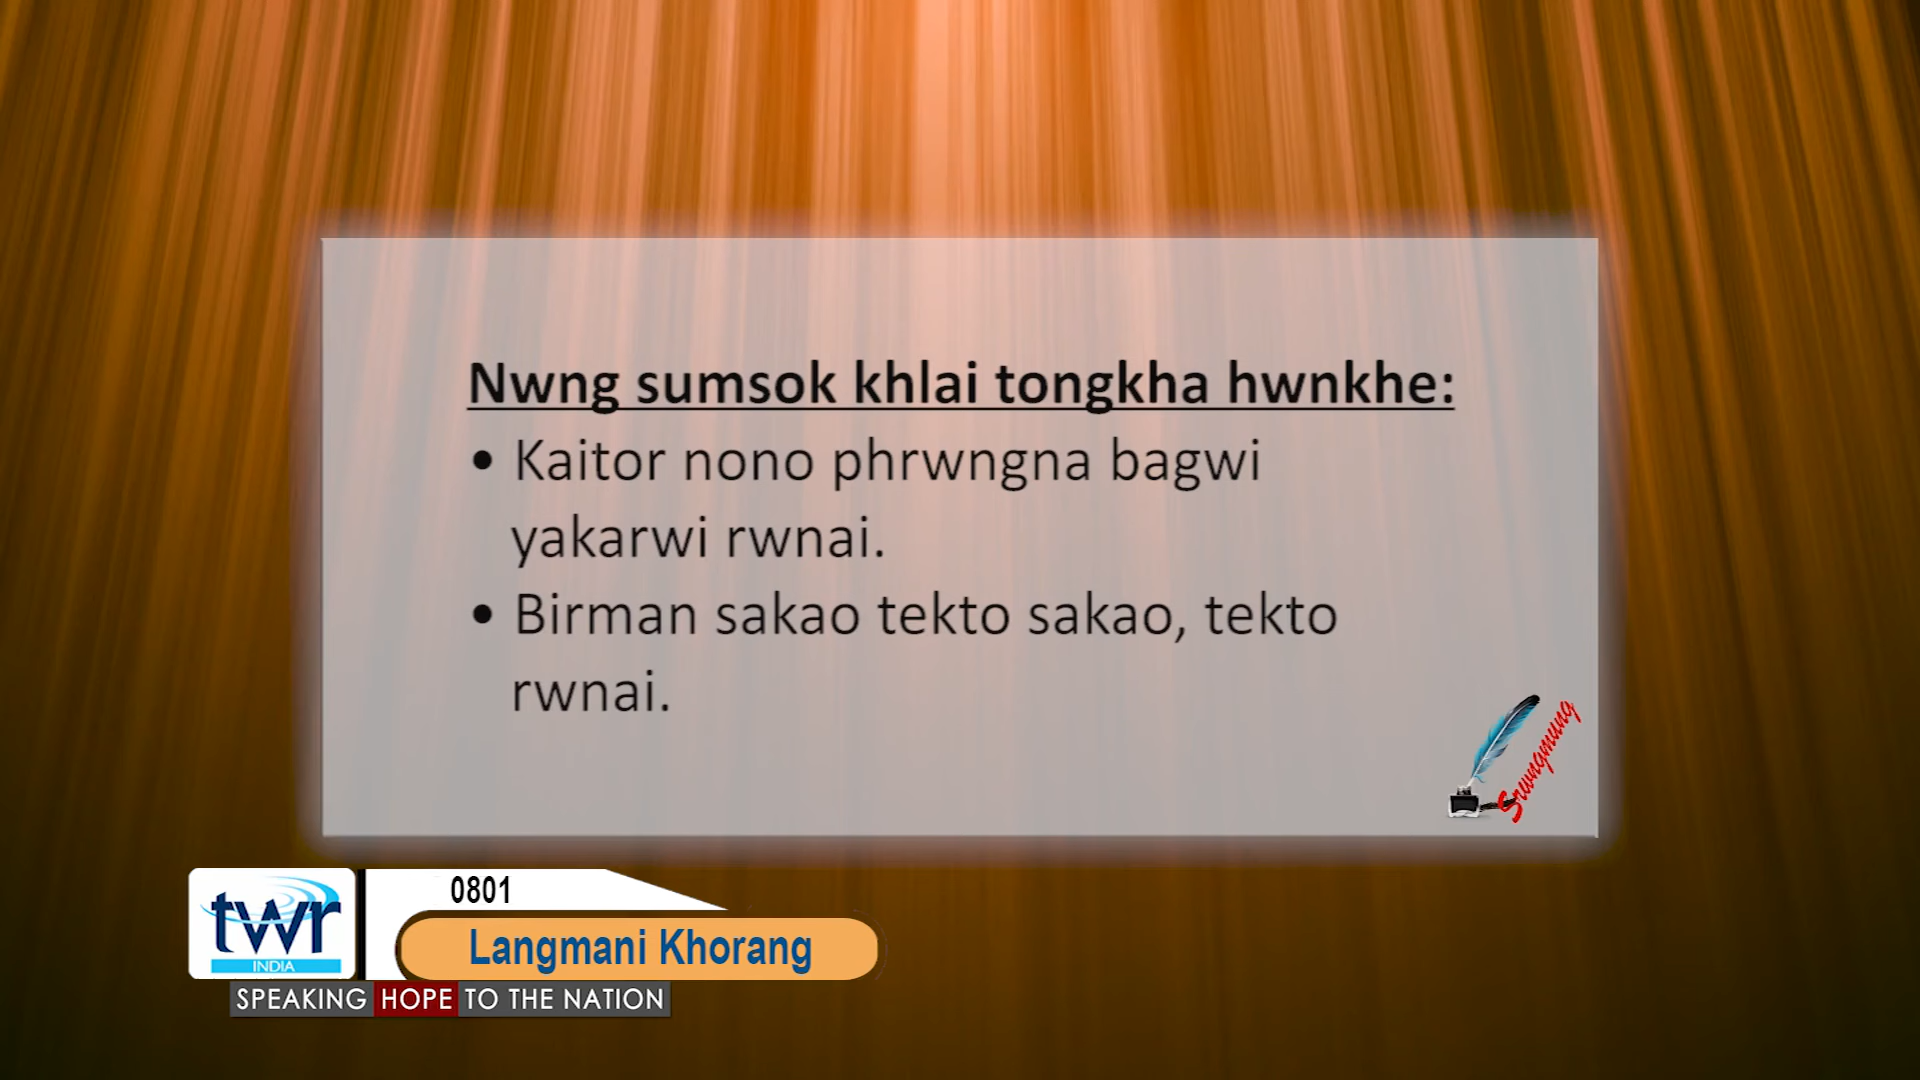 Nwng sumsok khlai tongkha hwnkhe:
• Kaitor nono phrwngna bagwi
yakarwi rwnai.
• Birman sakao tekto sakao, tekto
rwnai.
Srwngmung
twr
INDIA
0801
Langmani Khorang
SPEAKING HOPE TO THE NATION